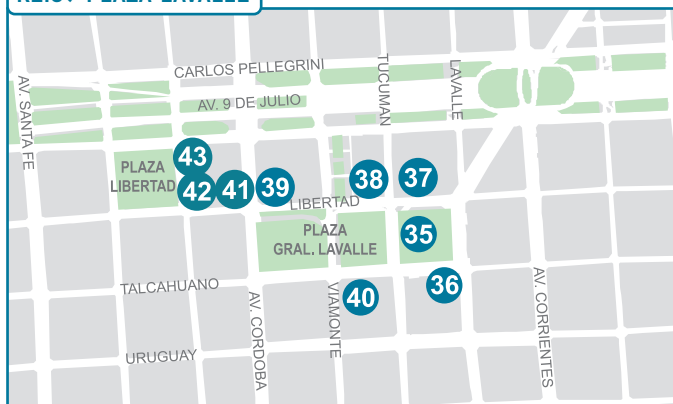 CARLOS PELLEGRINI
AV. 9 DE JULIO
TUCUMAN
LAVALLE
AV. SANTA FE
PLAZA
LIBERTAD
43
42
41
39
38
37
LIBERTAD
PLAZA
GRAL. LAVALLE
35
36
40
TALCAHUANO
AV. CORDOBA
VIAMONTE
AV. CORRIENTES
URUGUAY